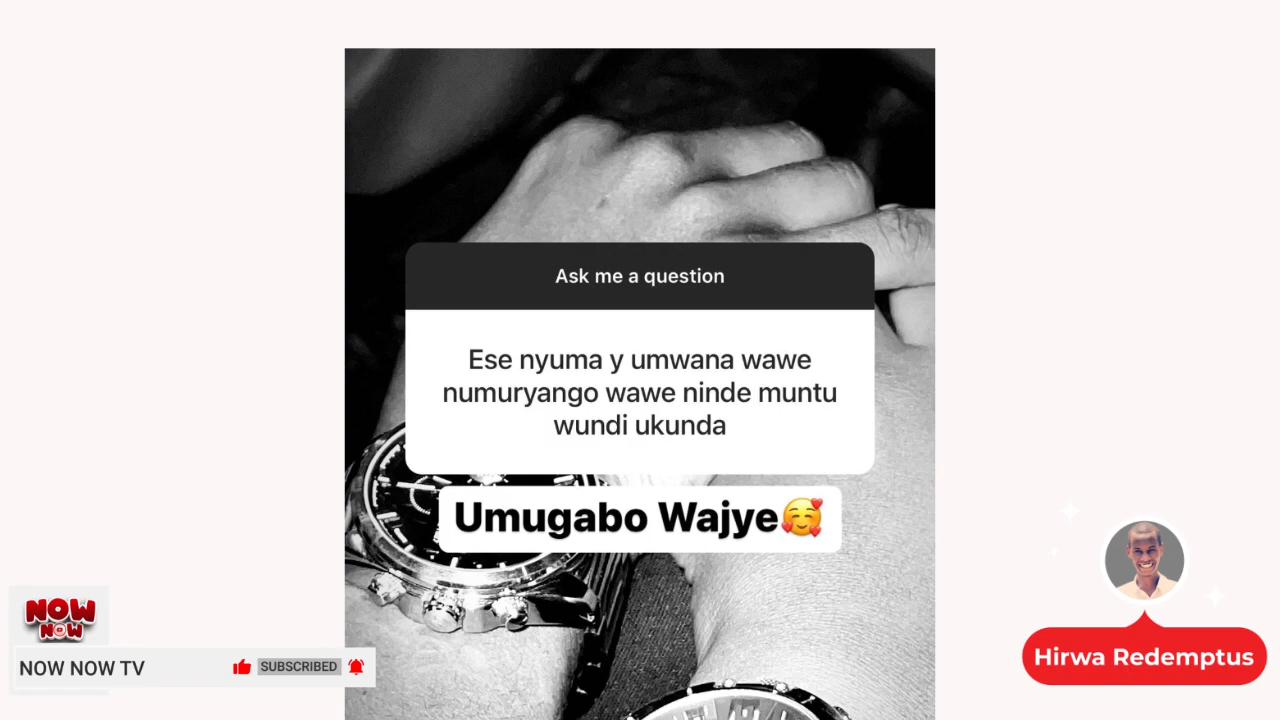 Ask me a question
Ese nyuma y umwana wawe
numuryango wawe ninde muntu
wundi ukunda
Umugabo Wajye🥰
NOW
NOW
NOW NOW TV
SUBSCRIBED
Hirwa Redemptus